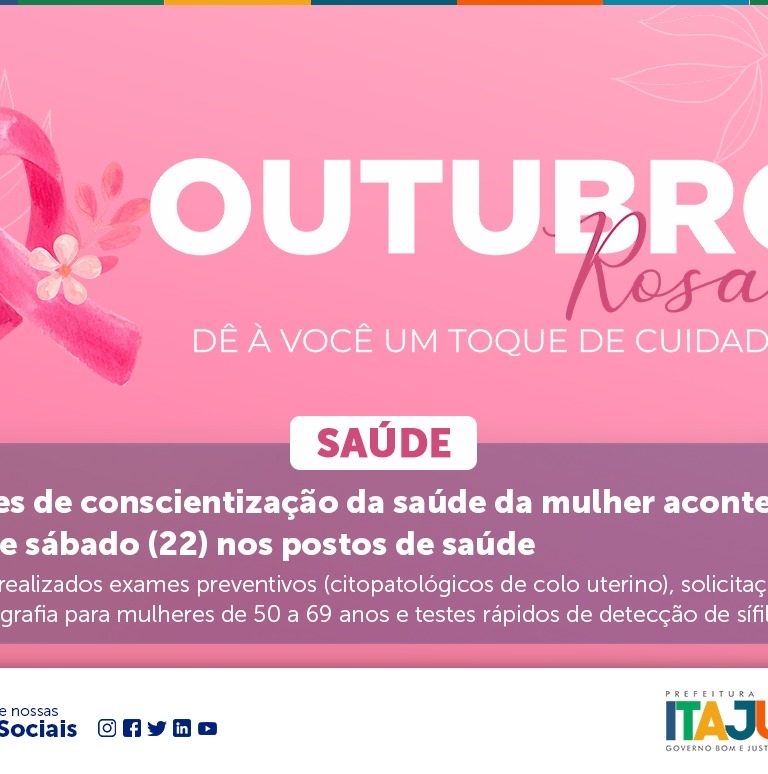 OUTUBRO
Rosa
DÊ À VOCÊ UM TOQUE DE CUIDAD
SAÚDE
es de conscientização da saúde da mulher aconte
e sábado (22) nos postos de saúde
realizados exames preventivos (citopatológicos de colo uterino), solicitaç
grafia para mulheres de 50 a 69 anos e testes rápidos de detecção de sífil
e nossas
Sociais
PREFEITURA
ITAJU
GOVERNO BOM E JUST